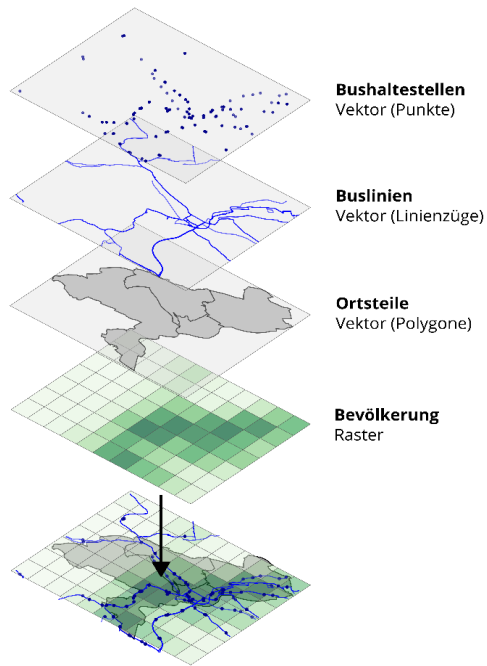 Bushaltestellen
Vektor (Punkte)
Buslinien
Vektor (Linienzüge)
Ortsteile
Vektor (Polygone)
Bevölkerung
Raster